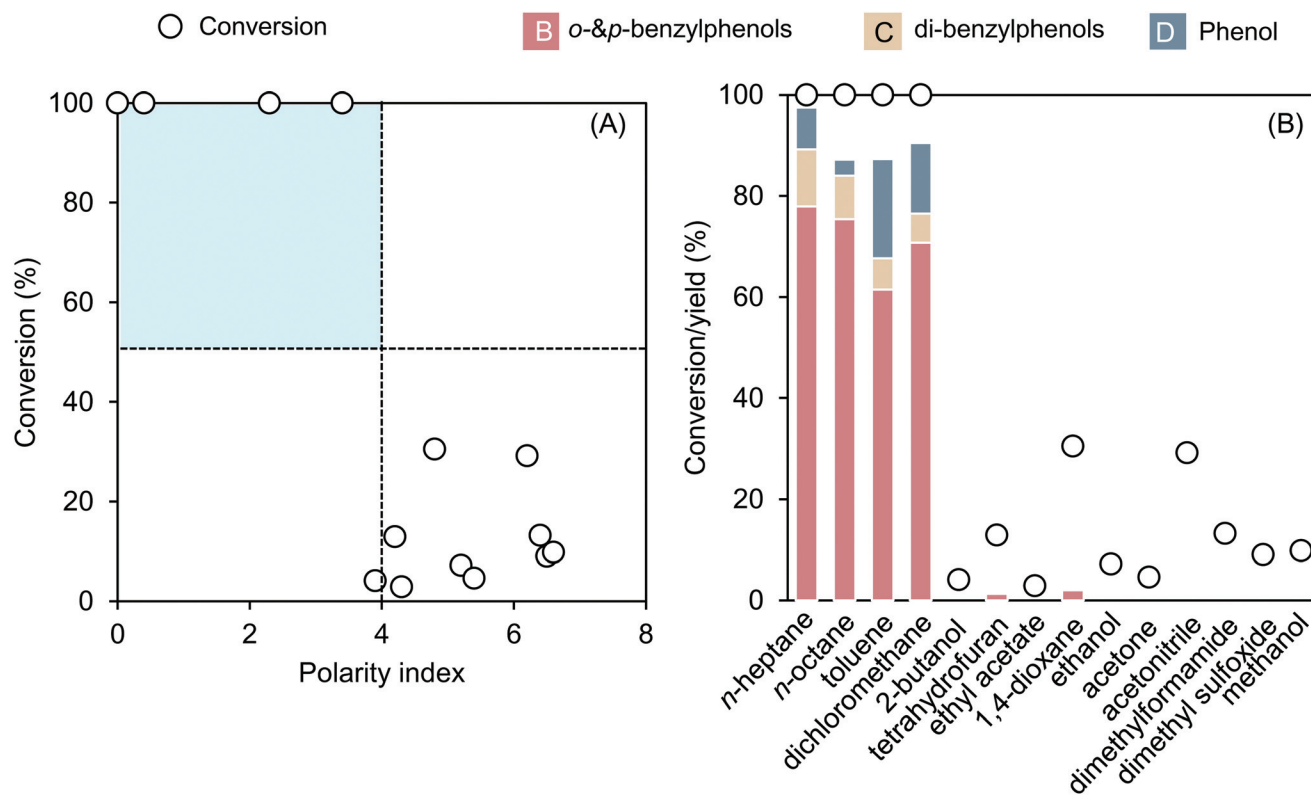 Conversion
B o-&p-benzylphenols
C di-benzylphenols
D Phenol
(A)
Conversion (%)
100
80
60
40
20
0
0 2 4 6 8
Polarity index
(B)
Conversion/yield (%)
100
80
60
40
20
0
n-heptane
n-octane
toluene
dichloromethane
2-butanol
tetrahydrofuran
ethyl acetate
1,4-dioxane
ethanol
acetone
acetonitrile
dimethylformamide
dimethyl sulfoxide
methanol